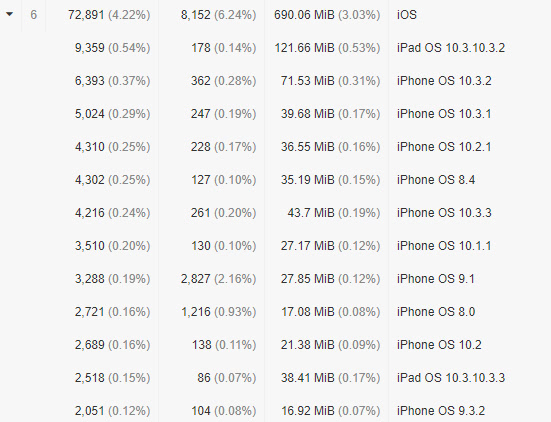 6 72,891 (4.22%) 8,152 (6.24%) 690.06 MiB (3.03%) iOS
9,359 (0.54%) 178 (0.14%) 121.66 MiB (0.53%) iPad OS 10.3.10.3.2
6,393 (0.37%) 362 (0.28%) 71.53 MiB (0.31%) iPhone OS 10.3.2
5,024 (0.29%) 247 (0.19%) 39.68 MiB (0.17%) iPhone OS 10.3.1
4,310 (0.25%) 228 (0.17%) 36.55 MiB (0.16%) iPhone OS 10.2.1
4,302 (0.25%) 127 (0.10%) 35.19 MiB (0.15%) iPhone OS 8.4
4,216 (0.24%) 261 (0.20%) 43.7 MiB (0.19%) iPhone OS 10.3.3
3,510 (0.20%) 130 (0.10%) 27.17 MiB (0.12%) iPhone OS 10.1.1
3,288 (0.19%) 2,827 (2.16%) 27.85 MiB (0.12%) iPhone OS 9.1
2,721 (0.16%) 1,216 (0.93%) 17.08 MiB (0.08%) iPhone OS 8.0
2,689 (0.16%) 138 (0.11%) 21.38 MiB (0.09%) iPhone OS 10.2
2,518 (0.15%) 86 (0.07%) 38.41 MiB (0.17%) iPad OS 10.3.10.3.3
2,051 (0.12%) 104 (0.08%) 16.92 MiB (0.07%) iPhone OS 9.3.2